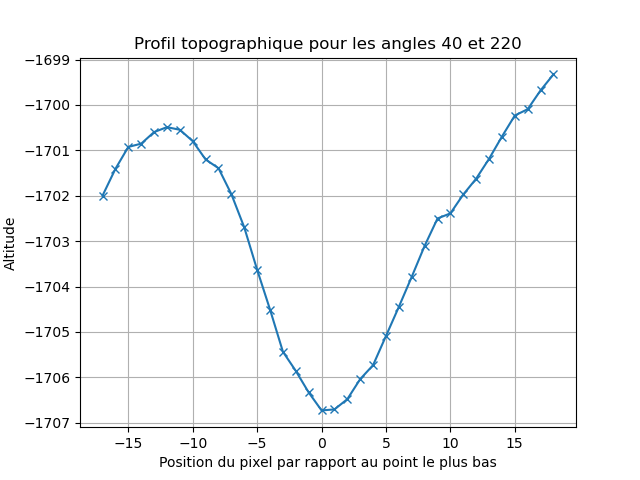 Profil topographique pour les angles 40 et 220
−1699
−1700
−1701
−1702
−1703
−1704
−1705
−1706
−1707
Altitude
−15 −10 −5 0 5 10 15
Position du pixel par rapport au point le plus bas